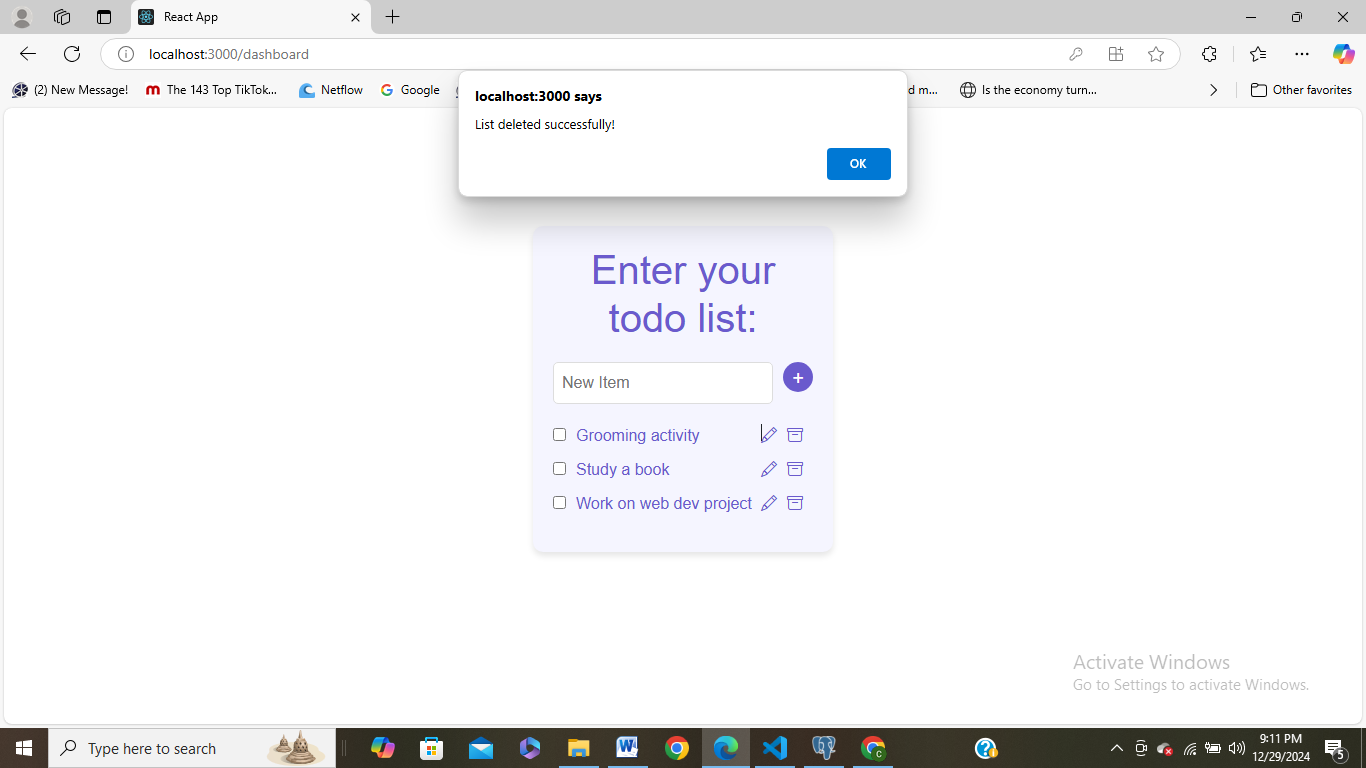 React App
localhost:3000/dashboard
(2) New Message!
The 143 Top TikTok...
Netflow
Google
d m...
Is the economy turn...
Other favorites
localhost:3000 says
List deleted successfully!
OK
Enter your
todo list:
New Item
+
Grooming activity
Study a book
Work on web dev project
Activate Windows
Go to Settings to activate Windows.
Type here to search
9:11 PM
12/29/2024
5